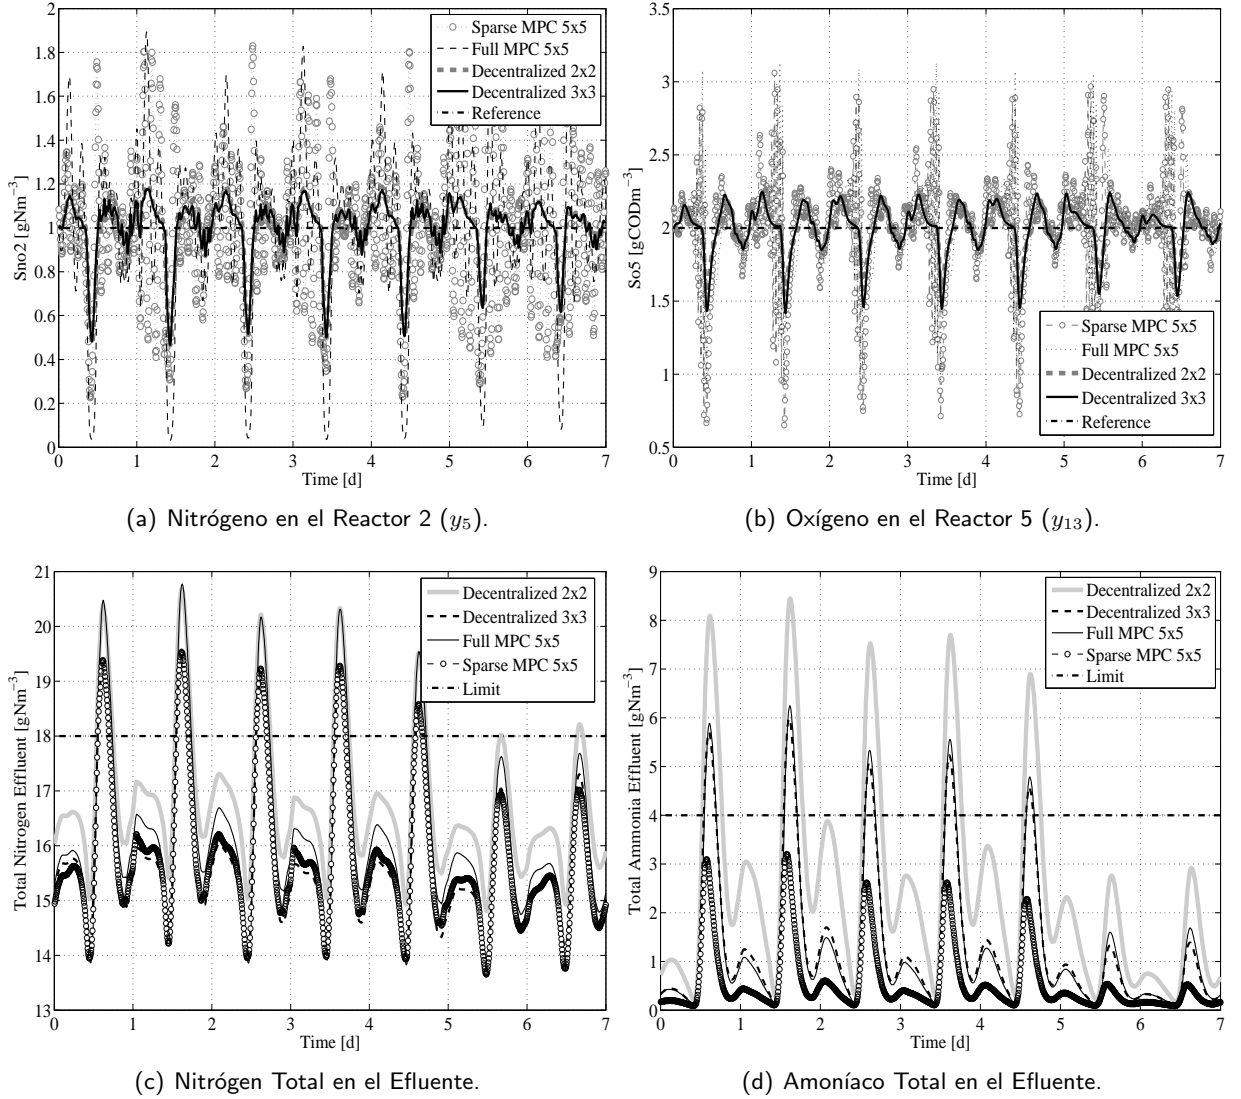 Sno2 [gNm−3]
2
1.8
1.6
1.4
1.2
1
0.8
0.6
0.4
0.2
0
0 1 2 3 4 5 6 7
Time [d]
Sparse MPC 5x5
Full MPC 5x5
Decentralized 2x2
Decentralized 3x3
Reference
(a) Nitrógeno en el Reactor 2 (y5).
So5 [gCODm−3]
3.5
3
2.5
2
1.5
1
0.5
0 1 2 3 4 5 6 7
Time [d]
Sparse MPC 5x5
Full MPC 5x5
Decentralized 2x2
Decentralized 3x3
Reference
(b) Oxígeno en el Reactor 5 (y13).
Total Nitrogen Effluent [gNm−3]
21
20
19
18
17
16
15
14
13
0 1 2 3 4 5 6 7
Time [d]
Decentralized 2x2
Decentralized 3x3
Full MPC 5x5
Sparse MPC 5x5
Limit
(c) Nitrógen Total en el Efluente.
Total Ammonia Effluent [gNm−3]
9
8
7
6
5
4
3
2
1
0
0 1 2 3 4 5 6 7
Time [d]
Decentralized 2x2
Decentralized 3x3
Full MPC 5x5
Sparse MPC 5x5
Limit
(d) Amoníaco Total en el Efluente.